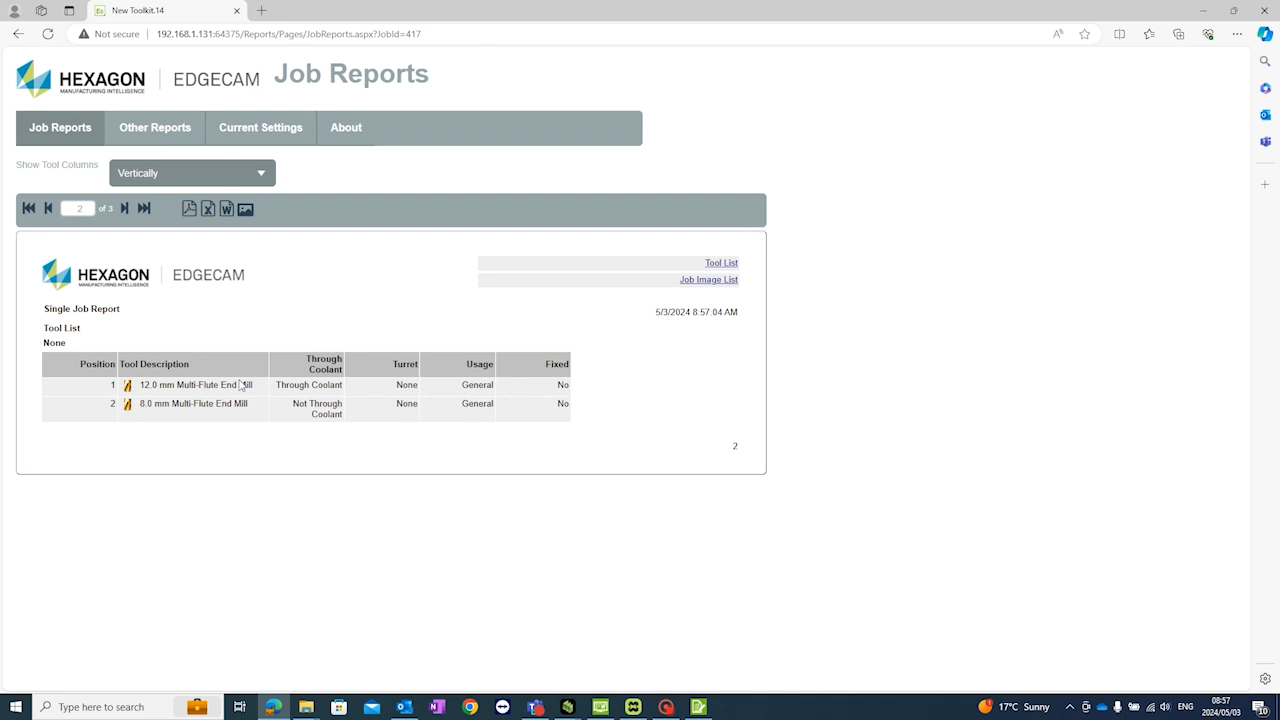 New Toolkit.14
Not secure 192.168.1.131:64375/Reports/Pages/JobReports.aspx?JobId=417
HEXAGON MANUFACTURING INTELLIGENCE EDGECAM Job Reports
Job Reports Other Reports Current Settings About
Show Tool Columns Vertically
2 of 3
HEXAGON MANUFACTURING INTELLIGENCE EDGECAM
Tool List
Job Image List
Single Job Report
5/3/2024 8:57:04 AM
Tool List
None
Position Tool Description Through Coolant Turret Usage Fixed
1 12.0 mm Multi-Flute End Mill Through Coolant None General No
2 8.0 mm Multi-Flute End Mill Not Through Coolant None General No
2
Type here to search
17°C Sunny
ENG
08:57
2024/05/03